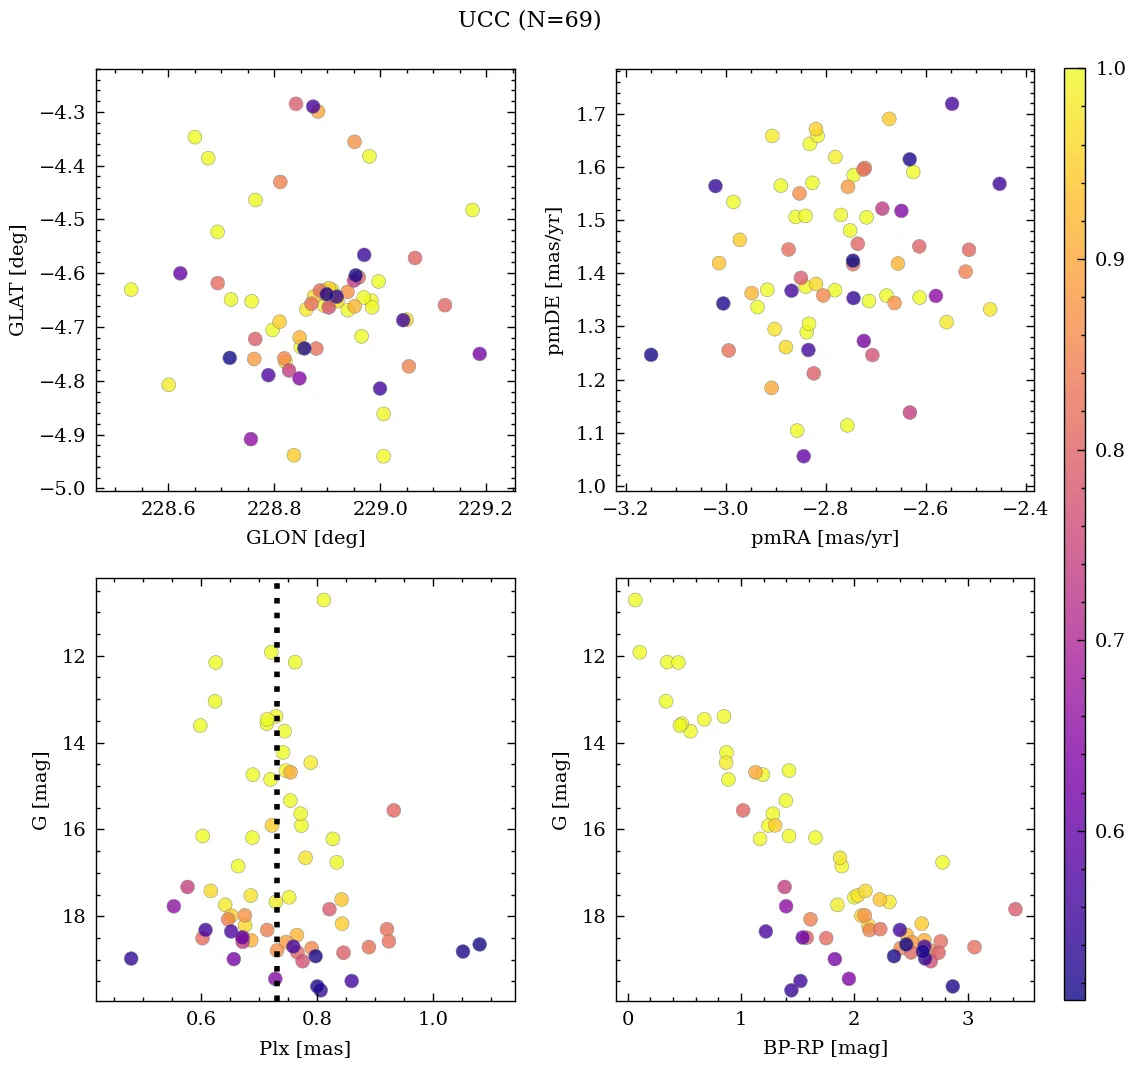 UCC (N=69)
−4.3
−4.4
−4.5
−4.6
−4.7
−4.8
−4.9
−5.0
GLAT [deg]
228.6 228.8 229.0 229.2
GLON [deg]
1.7
1.6
1.5
1.4
1.3
1.2
1.1
1.0
pmDE [mas/yr]
−3.2 −3.0 −2.8 −2.6 −2.4
pmRA [mas/yr]
12
14
16
18
G [mag]
0.6 0.8 1.0
Plx [mas]
12
14
16
18
G [mag]
0 1 2 3
BP-RP [mag]
1.0
0.9
0.8
0.7
0.6